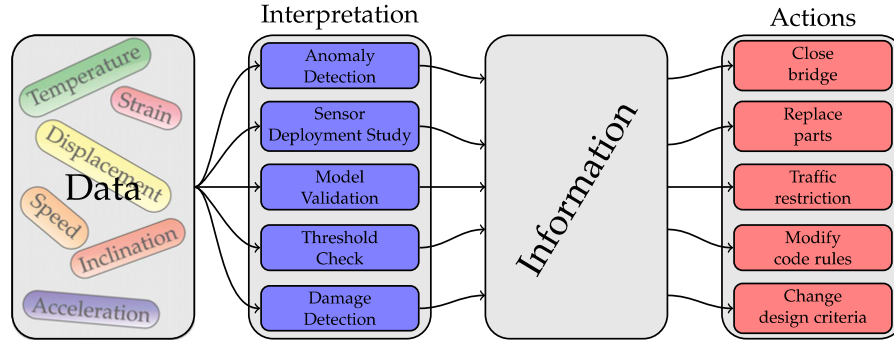 Temperature
Strain
Displacement
Data
Speed
Inclination
Acceleration
Interpretation
Anomaly
Detection
Sensor
Deployment Study
Model
Validation
Threshold
Check
Damage
Detection
Information
Actions
Close
bridge
Replace
parts
Traffic
restriction
Modify
code rules
Change
design criteria